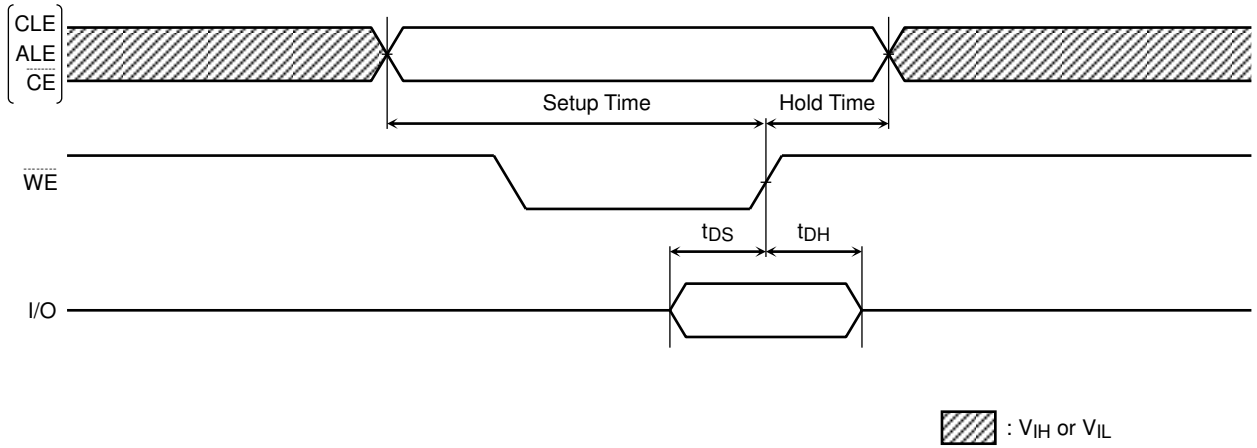 CLE
ALE
CE
Setup Time
Hold Time
WE
tDS
tDH
I/O
: VIH or VIL